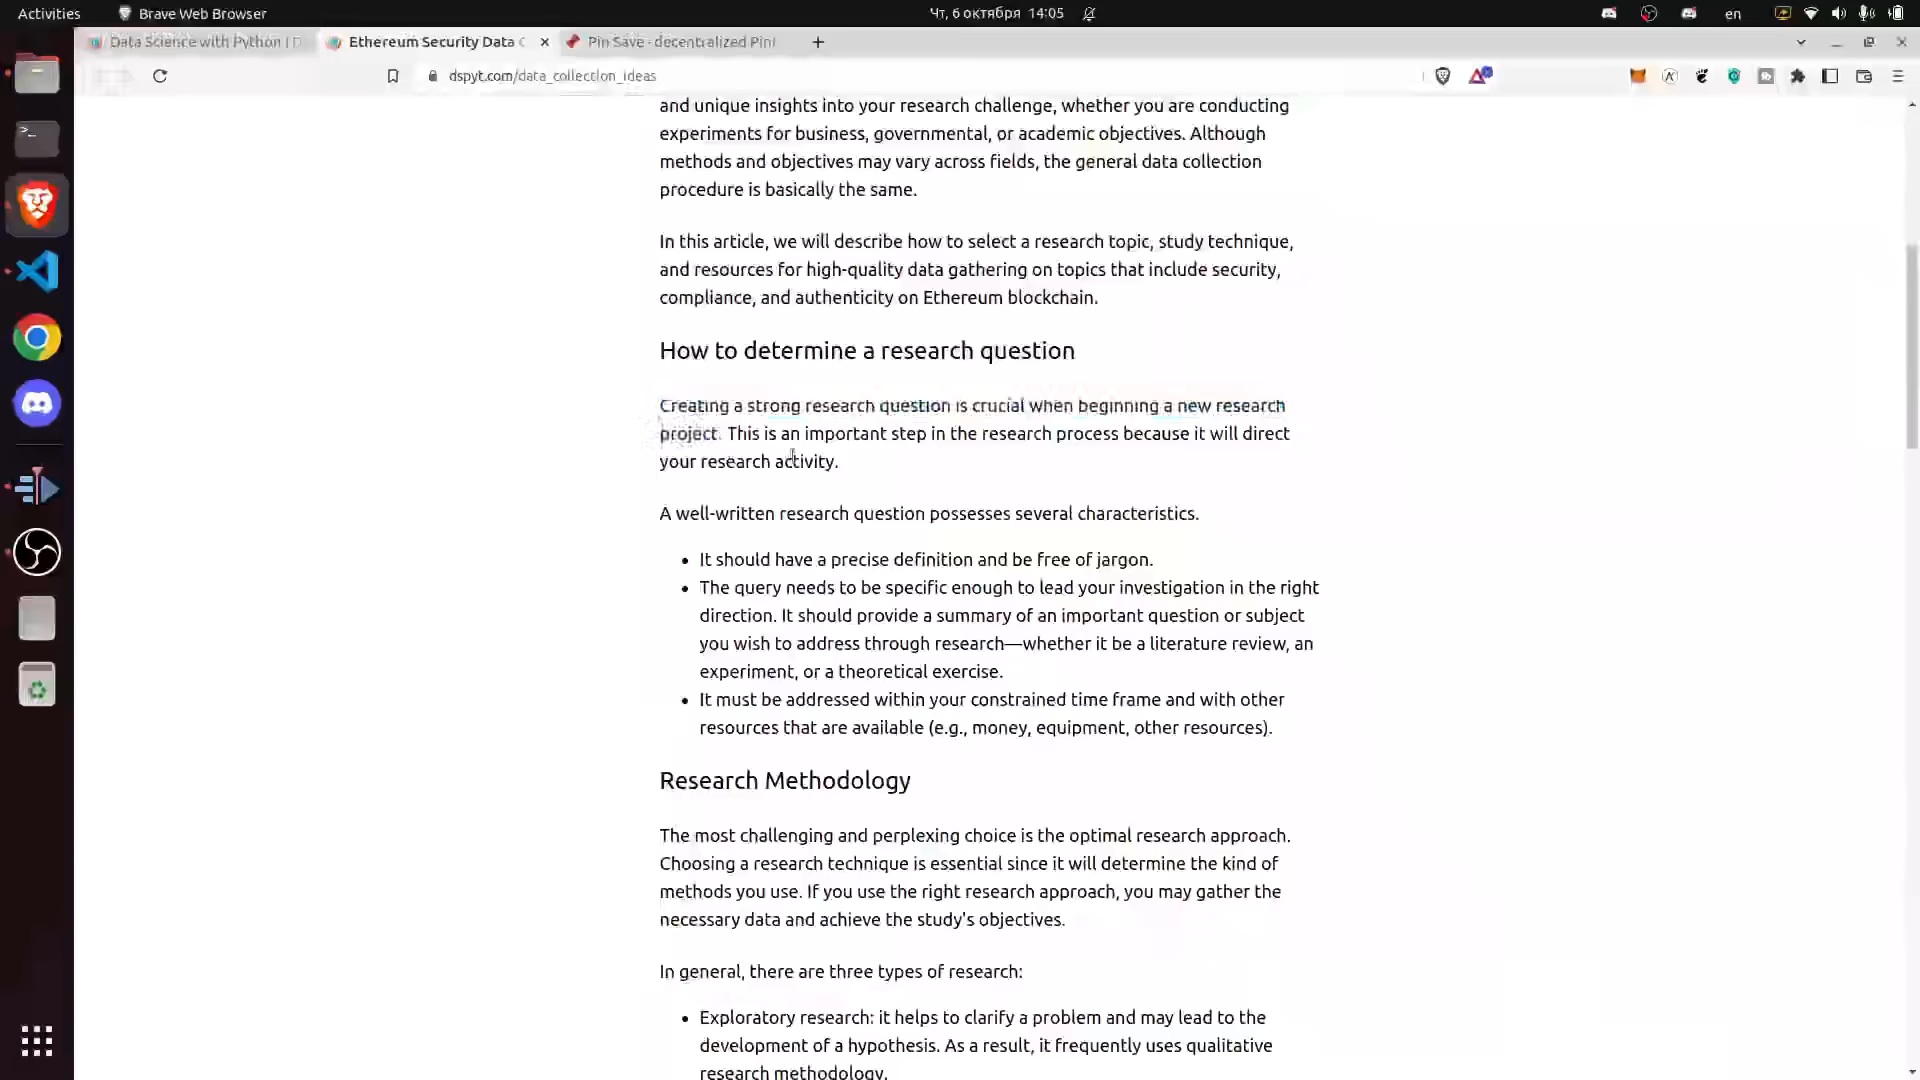 Activities
Brave Web Browser
Чт, 6 октября 14:05
en
Data Science with Python | D
Ethereum Security Data C
Pin Save - decentralized Pint
dspyt.com/data_collection_ideas
and unique insights into your research challenge, whether you are conducting
experiments for business, governmental, or academic objectives. Although
methods and objectives may vary across fields, the general data collection
procedure is basically the same.
In this article, we will describe how to select a research topic, study technique,
and resources for high-quality data gathering on topics that include security,
compliance, and authenticity on Ethereum blockchain.
How to determine a research question
Creating a strong research question is crucial when beginning a new research
project. This is an important step in the research process because it will direct
your research activity.
A well-written research question possesses several characteristics.
• It should have a precise definition and be free of jargon.
• The query needs to be specific enough to lead your investigation in the right
direction. It should provide a summary of an important question or subject
you wish to address through research—whether it be a literature review, an
experiment, or a theoretical exercise.
• It must be addressed within your constrained time frame and with other
resources that are available (e.g., money, equipment, other resources).
Research Methodology
The most challenging and perplexing choice is the optimal research approach.
Choosing a research technique is essential since it will determine the kind of
methods you use. If you use the right research approach, you may gather the
necessary data and achieve the study's objectives.
In general, there are three types of research:
• Exploratory research: it helps to clarify a problem and may lead to the
development of a hypothesis. As a result, it frequently uses qualitative
research methodology.